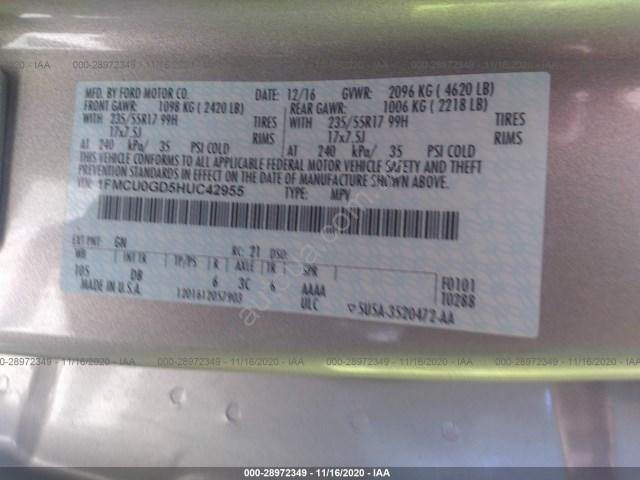 000-28972349 - 11/16/2020 - IAA
MFD. BY FORD MOTOR CO. DATE: 12/16 GVWR: 2096 KG ( 4620 LB)
FRONT GAWR: 1098 KG ( 2420 LB) REAR GAWR: 1006 KG ( 2218 LB)
WITH 235/55R17 99H TIRES WITH 235/55R17 99H TIRES
17x7.5J RIMS 17x7.5J RIMS
AT 240 kPa/ 35 PSI COLD AT 240 kPa/ 35 PSI COLD
THIS VEHICLE CONFORMS TO ALL APPLICABLE FEDERAL MOTOR VEHICLE SAFETY AND THEFT
PREVENTION STANDARDS IN EFFECT ON THE DATE OF MANUFACTURE SHOWN ABOVE.
VIN: 1FMCU0GD5HUC42955 TYPE: MPV
EXT PNT: GN RC: 21 DSO:
WB INT TR TP/PS R AXLE TR SPR
105 DB 6 3C 6 AAAA F0101
MADE IN U.S.A. 1201612057903 ULC T0288
5U5A-3520472-AA
000-28972349 - 11/16/2020 - IAA
000-28972349 - 11/16/2020 - IAA